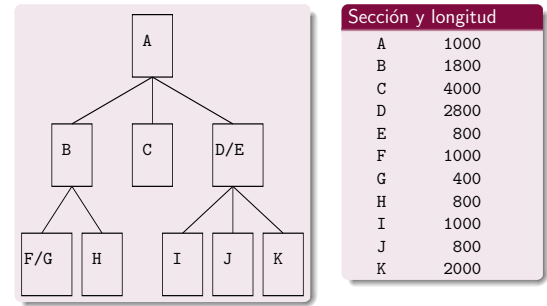 A
B C D/E
F/G H I J K
Sección y longitud
A 1000
B 1800
C 4000
D 2800
E 800
F 1000
G 400
H 800
I 1000
J 800
K 2000